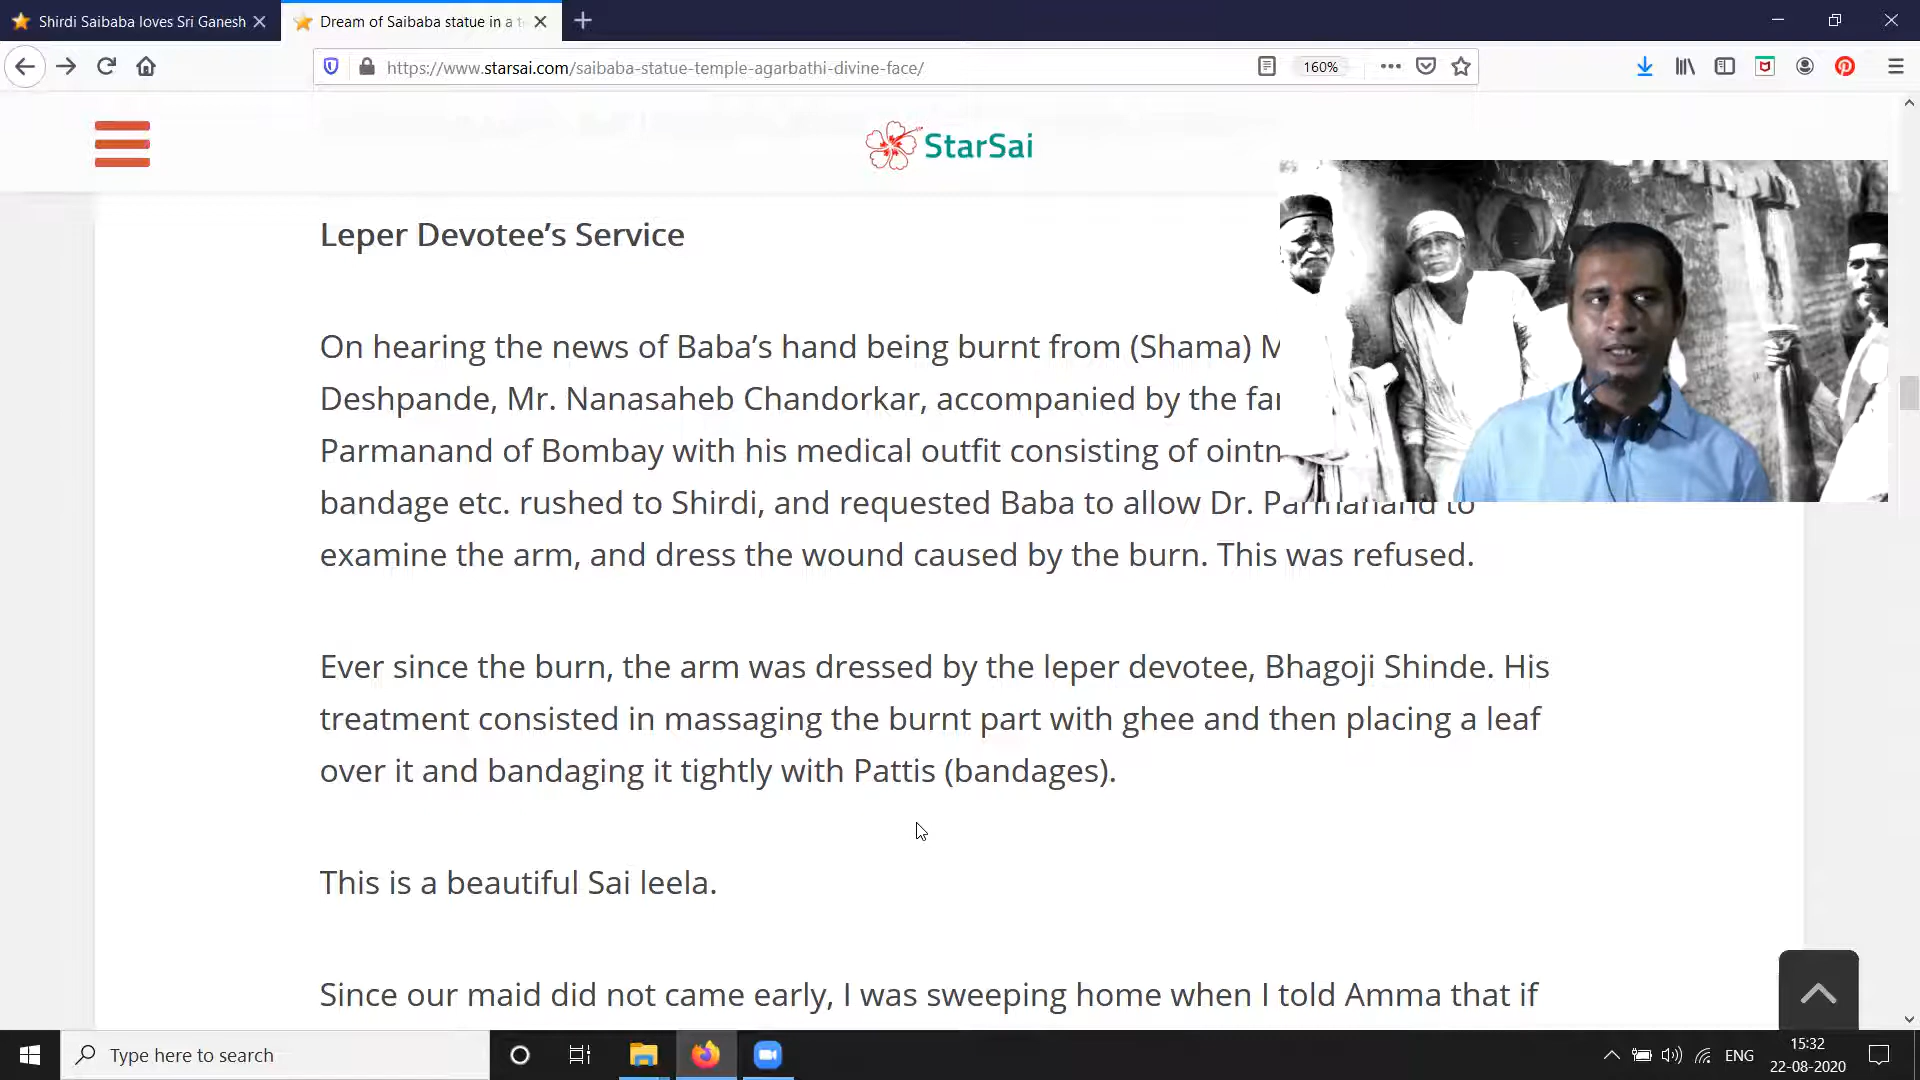 Shirdi Saibaba loves Sri Ganesh
Dream of Saibaba statue in a
https://www.starsai.com/saibaba-statue-temple-agarbathi-divine-face/
160%
StarSai
Leper Devotee's Service
On hearing the news of Baba's hand being burnt from (Shama)
Deshpande, Mr. Nanasaheb Chandorkar, accompanied by the
Parmanand of Bombay with his medical outfit consisting of
bandage etc. rushed to Shirdi, and requested Baba to allow Dr. Parmanand to
examine the arm, and dress the wound caused by the burn. This was refused.
Ever since the burn, the arm was dressed by the leper devotee, Bhagoji Shinde. His
treatment consisted in massaging the burnt part with ghee and then placing a leaf
over it and bandaging it tightly with Pattis (bandages).
This is a beautiful Sai leela.
Since our maid did not came early, I was sweeping home when I told Amma that if
Type here to search
ENG
15:32
22-08-2020